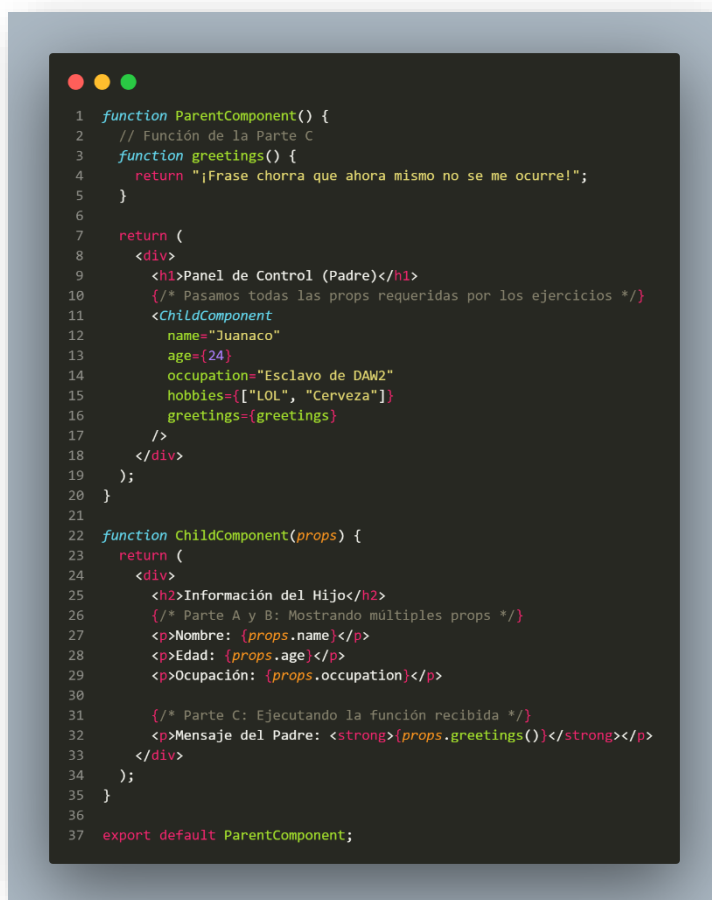 1 function ParentComponent() {
2 // Función de la Parte C
3 function greetings() {
4 return "¡Frase chorra que ahora mismo no se me ocurre!";
5 }
6
7 return (
8 <div>
9 <h1>Panel de Control (Padre)</h1>
10 {/* Pasamos todas las props requeridas por los ejercicios */}
11 <ChildComponent
12 name="Juanaco"
13 age={24}
14 occupation="Esclavo de DAW2"
15 hobbies={["LOL", "Cerveza"]}
16 greetings={greetings}
17 />
18 </div>
19 );
20 }
21
22 function ChildComponent(props) {
23 return (
24 <div>
25 <h2>Información del Hijo</h2>
26 {/* Parte A y B: Mostrando múltiples props */}
27 <p>Nombre: {props.name}</p>
28 <p>Edad: {props.age}</p>
29 <p>Ocupación: {props.occupation}</p>
30
31 {/* Parte C: Ejecutando la función recibida */}
32 <p>Mensaje del Padre: <strong>{props.greetings()}</strong></p>
33 </div>
34 );
35 }
36
37 export default ParentComponent;